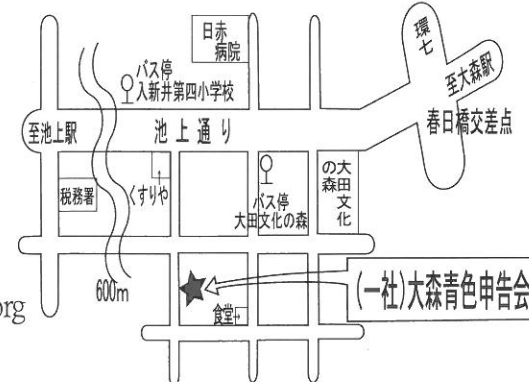 日赤
病院
環七
至大森駅
バス停
入新井第四小学校
至池上駅
池上通り
春日橋交差点
税務署
くすりや
バス停
大田文化の森
大田文化
の森
600m
食堂
(一社)大森青色申告会
org